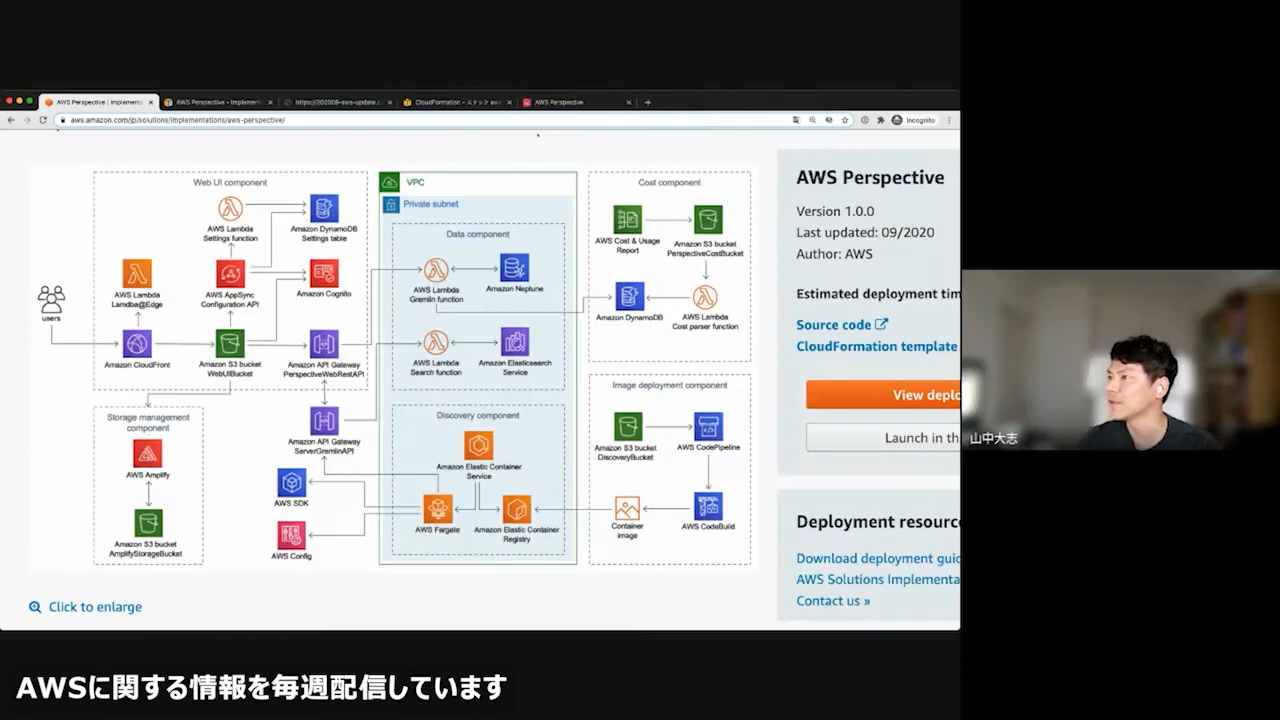 AWS Perspective | Implementa
AWS Perspective - Implement
https://202009-aws-update.s
CloudFormation - スタック aw
AWS Perspective
aws.amazon.com/jp/solutions/implementations/aws-perspective/
Incognito
Web UI component
AWS Lambda
Settings function
Amazon DynamoDB
Settings table
users
AWS Lambda
Lamdba@Edge
AWS AppSync
Configuration API
Amazon Cognito
Amazon CloudFront
Amazon S3 bucket
WebUIBucket
Amazon API Gateway
PerspectiveWebRestAPI
Storage management
component
AWS Amplify
Amazon S3 bucket
AmplifyStorageBucket
Amazon API Gateway
ServerGremlinAPI
AWS SDK
AWS Config
VPC
Private subnet
Data component
AWS Lambda
Gremlin function
Amazon Neptune
AWS Lambda
Search function
Amazon Elasticsearch
Service
Discovery component
Amazon Elastic Container
Service
AWS Fargate
Amazon Elastic Container
Registry
Cost component
AWS Cost & Usage
Report
Amazon S3 bucket
PerspectiveCostBucket
Amazon DynamoDB
AWS Lambda
Cost parser function
Image deployment component
Amazon S3 bucket
DiscoveryBucket
AWS CodePipeline
Container
image
AWS CodeBuild
Click to enlarge
AWS Perspective
Version 1.0.0
Last updated: 09/2020
Author: AWS
Estimated deployment tim
Source code
CloudFormation template
View deplo
Launch in th
Deployment resourc
Download deployment guid
AWS Solutions Implementa
Contact us »
山中大志
AWSに関する情報を毎週配信しています